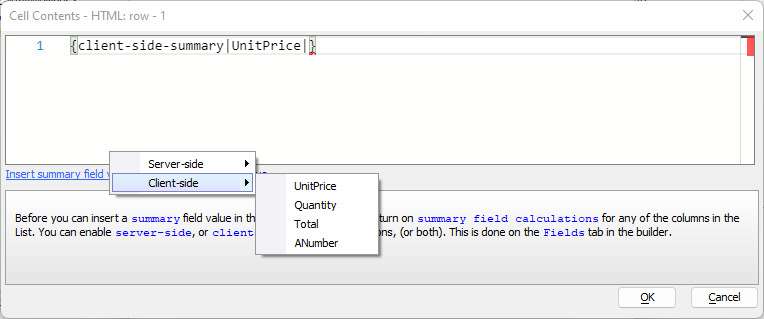 Cell Contents - HTML: row - 1
1 {client-side-summary|UnitPrice|}
Server-side
Insert summary field v
Client-side
UnitPrice
Quantity
Total
ANumber
Before you can insert a summary field value in th turn on summary field calculations for any of the columns in the
List. You can enable server-side, or client ons, (or both). This is done on the Fields tab in the builder.
OK
Cancel